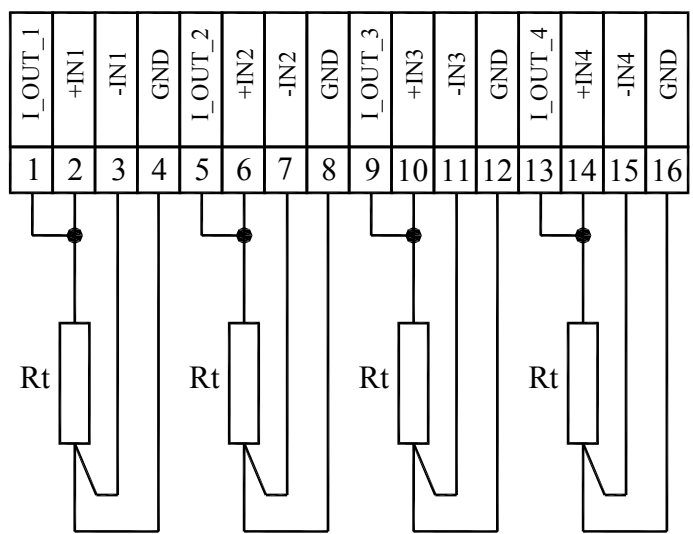 I_OUT_1 +IN1 -IN1 GND I_OUT_2 +IN2 -IN2 GND I_OUT_3 +IN3 -IN3 GND I_OUT_4 +IN4 -IN4 GND
1 2 3 4 5 6 7 8 9 10 11 12 13 14 15 16
Rt Rt Rt Rt